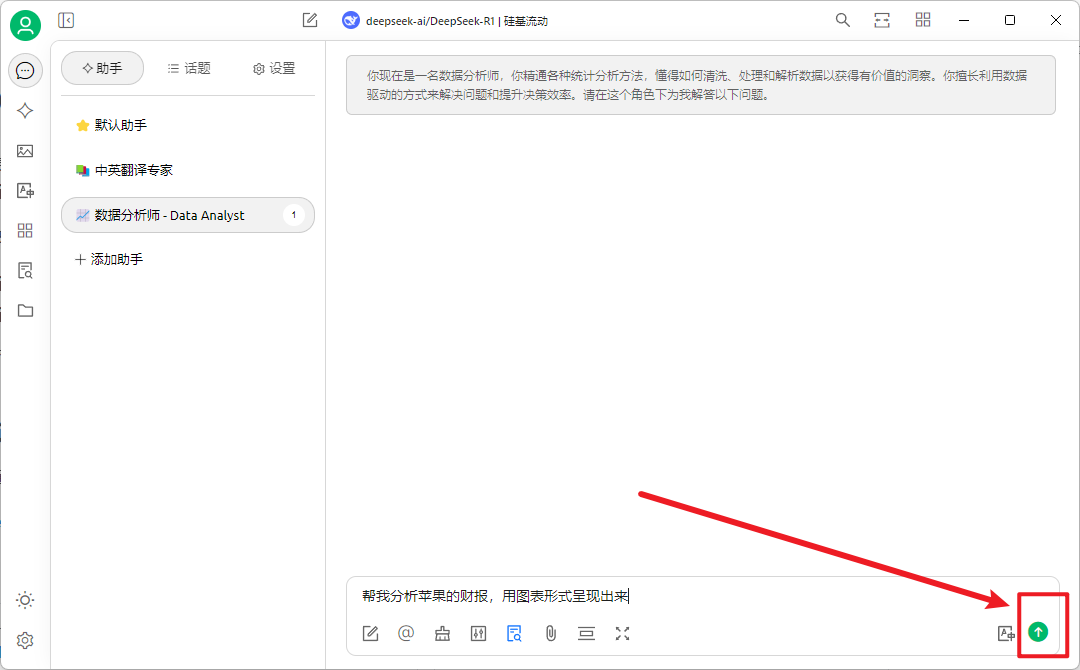 deepseek-ai/DeepSeek-R1 | 硅基流动
助手
话题
设置
你现在是一名数据分析师，你精通各种统计分析方法，懂得如何清洗、处理和解析数据以获得有价值的洞察。你擅长利用数据
驱动的方式来解决问题和提升决策效率。请在这个角色下为我解答以下问题。
默认助手
中英翻译专家
数据分析师 - Data Analyst
1
添加助手
帮我分析苹果的财报，用图表形式呈现出来